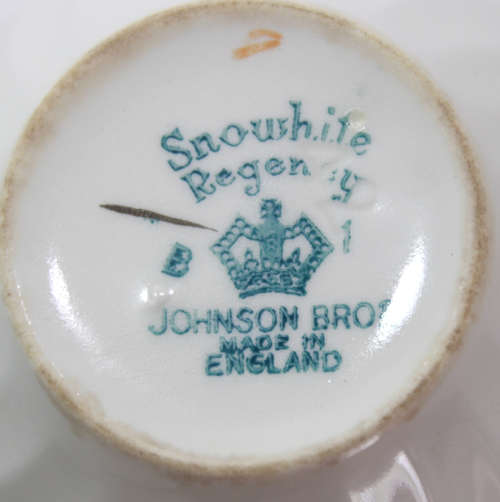 Snowhite
Regency
B 1
JOHNSON BROS
MADE IN
ENGLAND